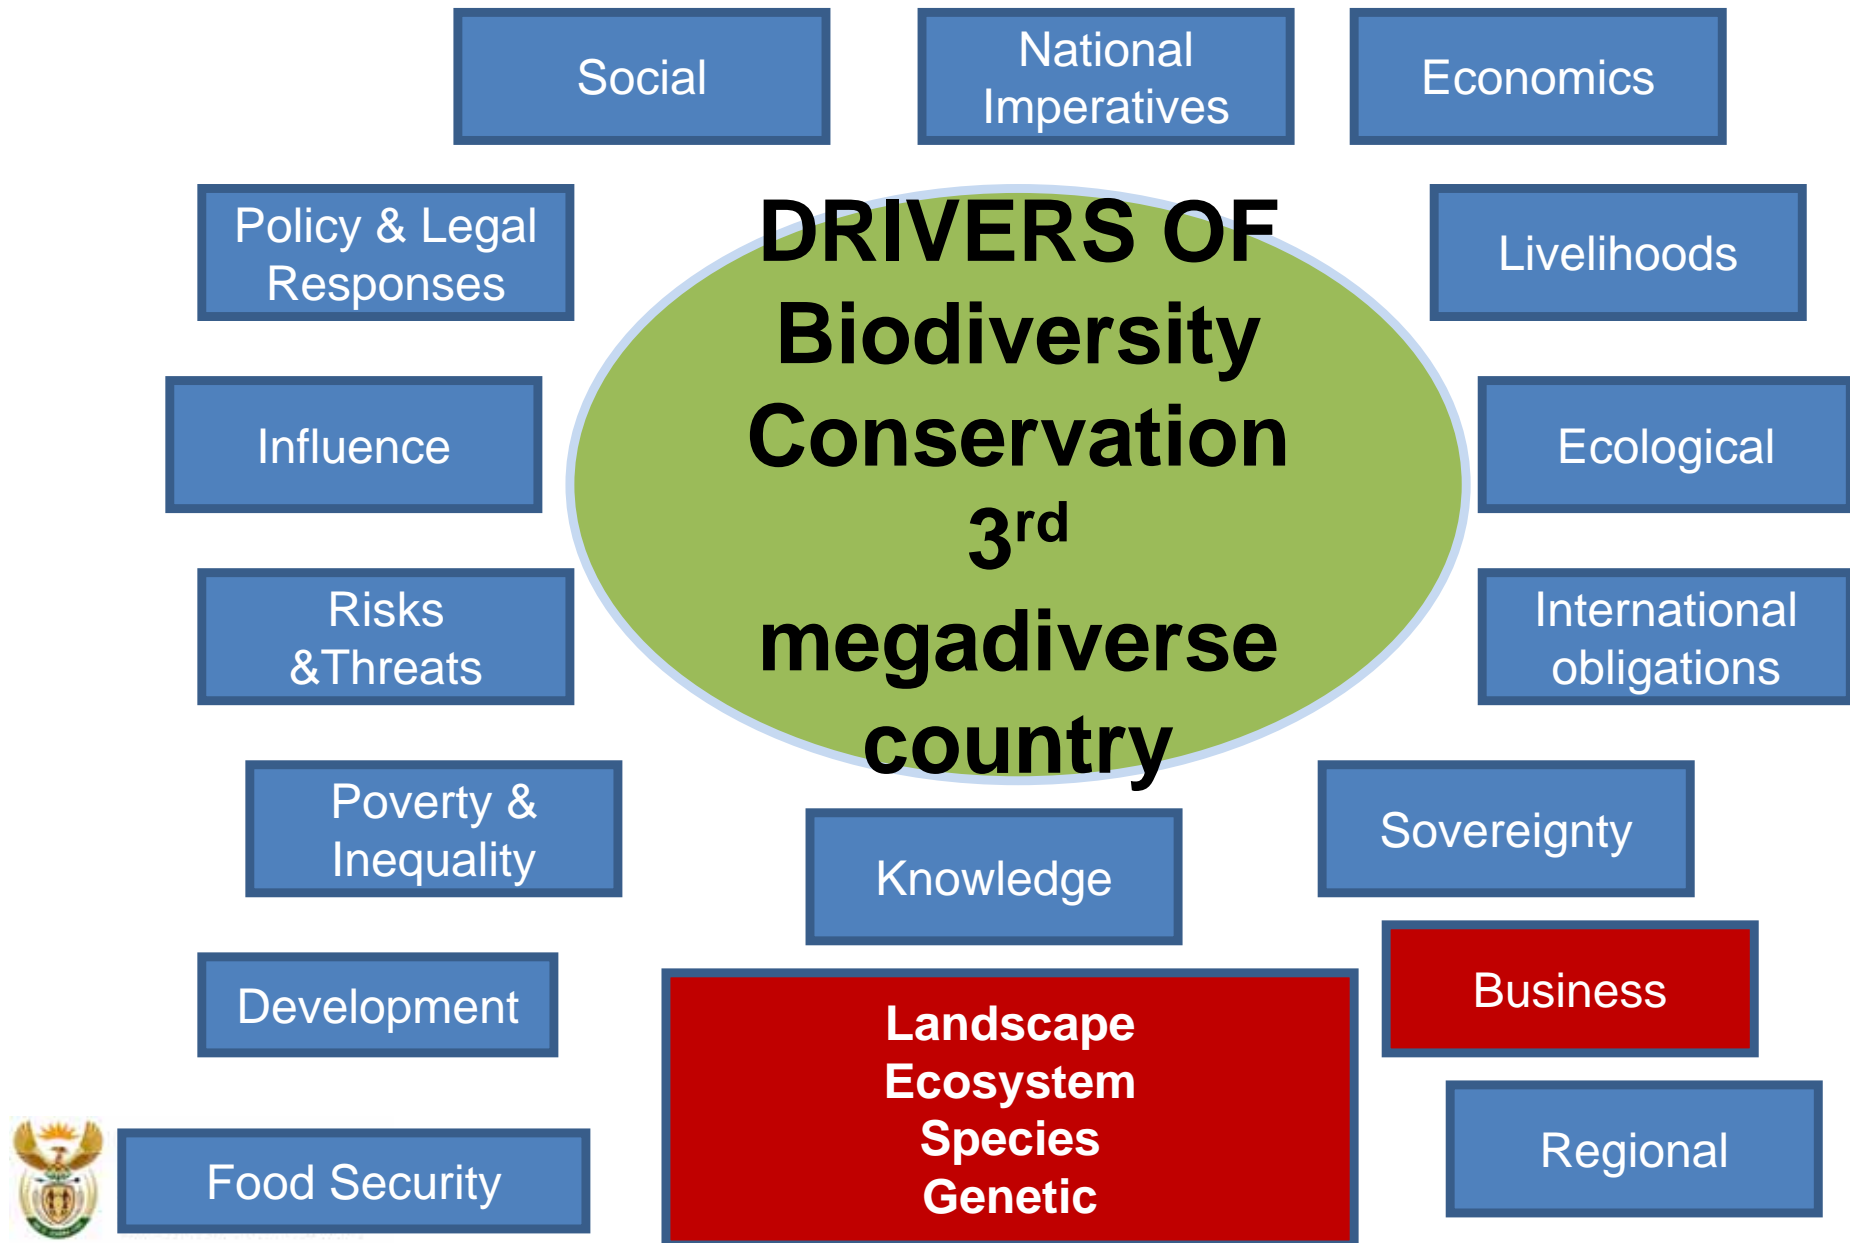 Social
National
Imperatives
Economics
Policy & Legal
Responses
DRIVERS OF
Biodiversity
Conservation
3rd
megadiverse
country
Livelihoods
Influence
Ecological
Risks
&Threats
International
obligations
Poverty &
Inequality
Knowledge
Sovereignty
Development
Business
Landscape
Ecosystem
Species
Genetic
Food Security
Regional